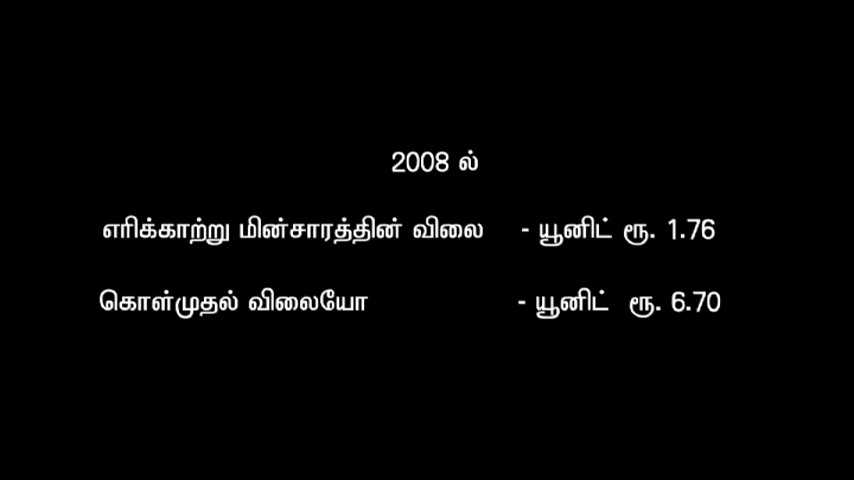 2008 ல்
எரிக்காற்று மின்சாரத்தின் விலை - யூனிட் ரூ. 1.76
கொள்முதல் விலையோ - யூனிட் ரூ. 6.70